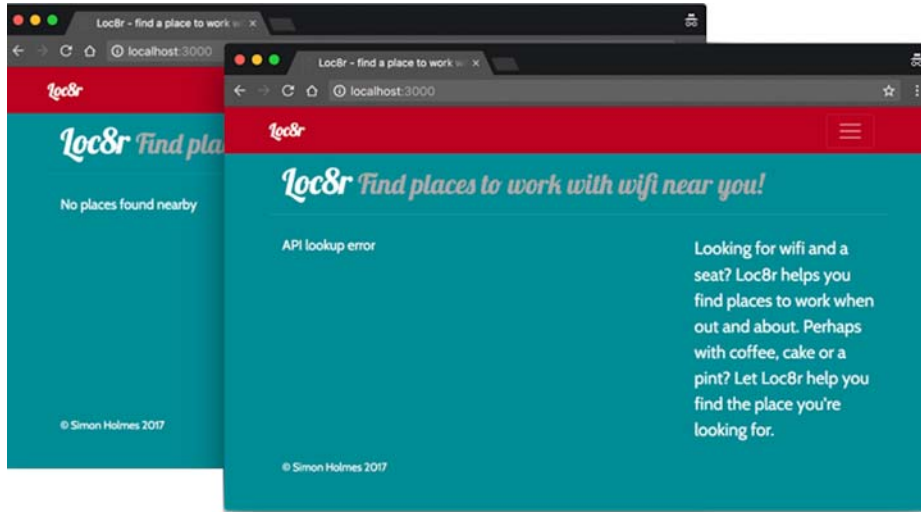 Loc8r - find a place to work w
localhost:3000
Loc8r
Loc8r Find pla
No places found nearby
© Simon Holmes 2017
Loc8r - find a place to work w
localhost:3000
Loc8r
Loc8r Find places to work with wifi near you!
API lookup error
Looking for wifi and a
seat? Loc8r helps you
find places to work when
out and about. Perhaps
with coffee, cake or a
pint? Let Loc8r help you
find the place you're
looking for.
© Simon Holmes 2017